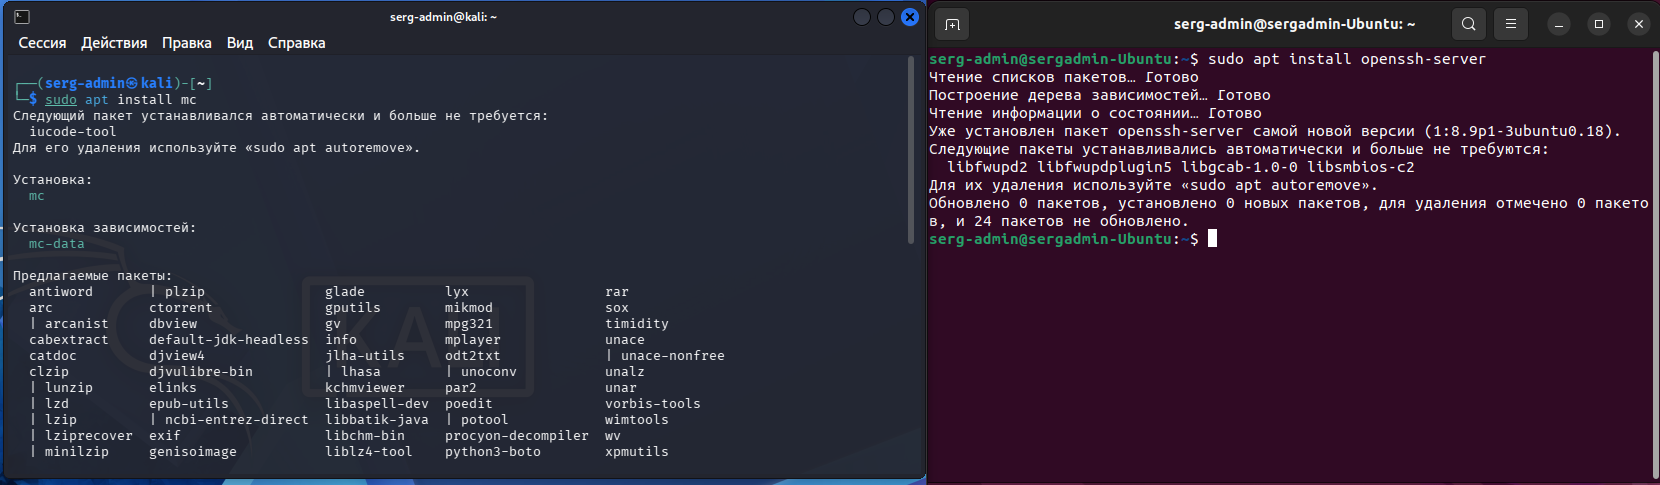 serg-admin@kali: ~
Сессия Действия Правка Вид Справка
┌──(serg-admin㉿kali)-[~]
└─$ sudo apt install mc
Следующий пакет устанавливался автоматически и больше не требуется:
iucode-tool
Для его удаления используйте «sudo apt autoremove».
Установка:
mc
Установка зависимостей:
mc-data
Предлагаемые пакеты:
antiword | plzip glade lyx rar
arc ctorrent gputils mikmod sox
| arcanist dbview gv mpg321 timidity
cabextract default-jdk-headless info mplayer unace
catdoc djview4 jlha-utils odt2txt | unace-nonfree
clzip djvulibre-bin | lhasa | unoconv unalz
| lunzip elinks kchmviewer par2 unar
| lzd epub-utils libaspell-dev poedit vorbis-tools
| lzip | ncbi-entrez-direct libbatik-java | potool wimtools
| lziprecover exif libchm-bin procyon-decompiler wv
| minilzip genisoimage liblz4-tool python3-boto xpmutils
KALI
serg-admin@sergadmin-Ubuntu: ~
serg-admin@sergadmin-Ubuntu:~$ sudo apt install openssh-server
Чтение списков пакетов… Готово
Построение дерева зависимостей… Готово
Чтение информации о состоянии… Готово
Уже установлен пакет openssh-server самой новой версии (1:8.9p1-3ubuntu0.18).
Следующие пакеты устанавливались автоматически и больше не требуются:
libfwupd2 libfwupdplugin5 libgcab-1.0-0 libsmbios-c2
Для их удаления используйте «sudo apt autoremove».
Обновлено 0 пакетов, установлено 0 новых пакетов, для удаления отмечено 0 пакето
в, и 24 пакетов не обновлено.
serg-admin@sergadmin-Ubuntu:~$